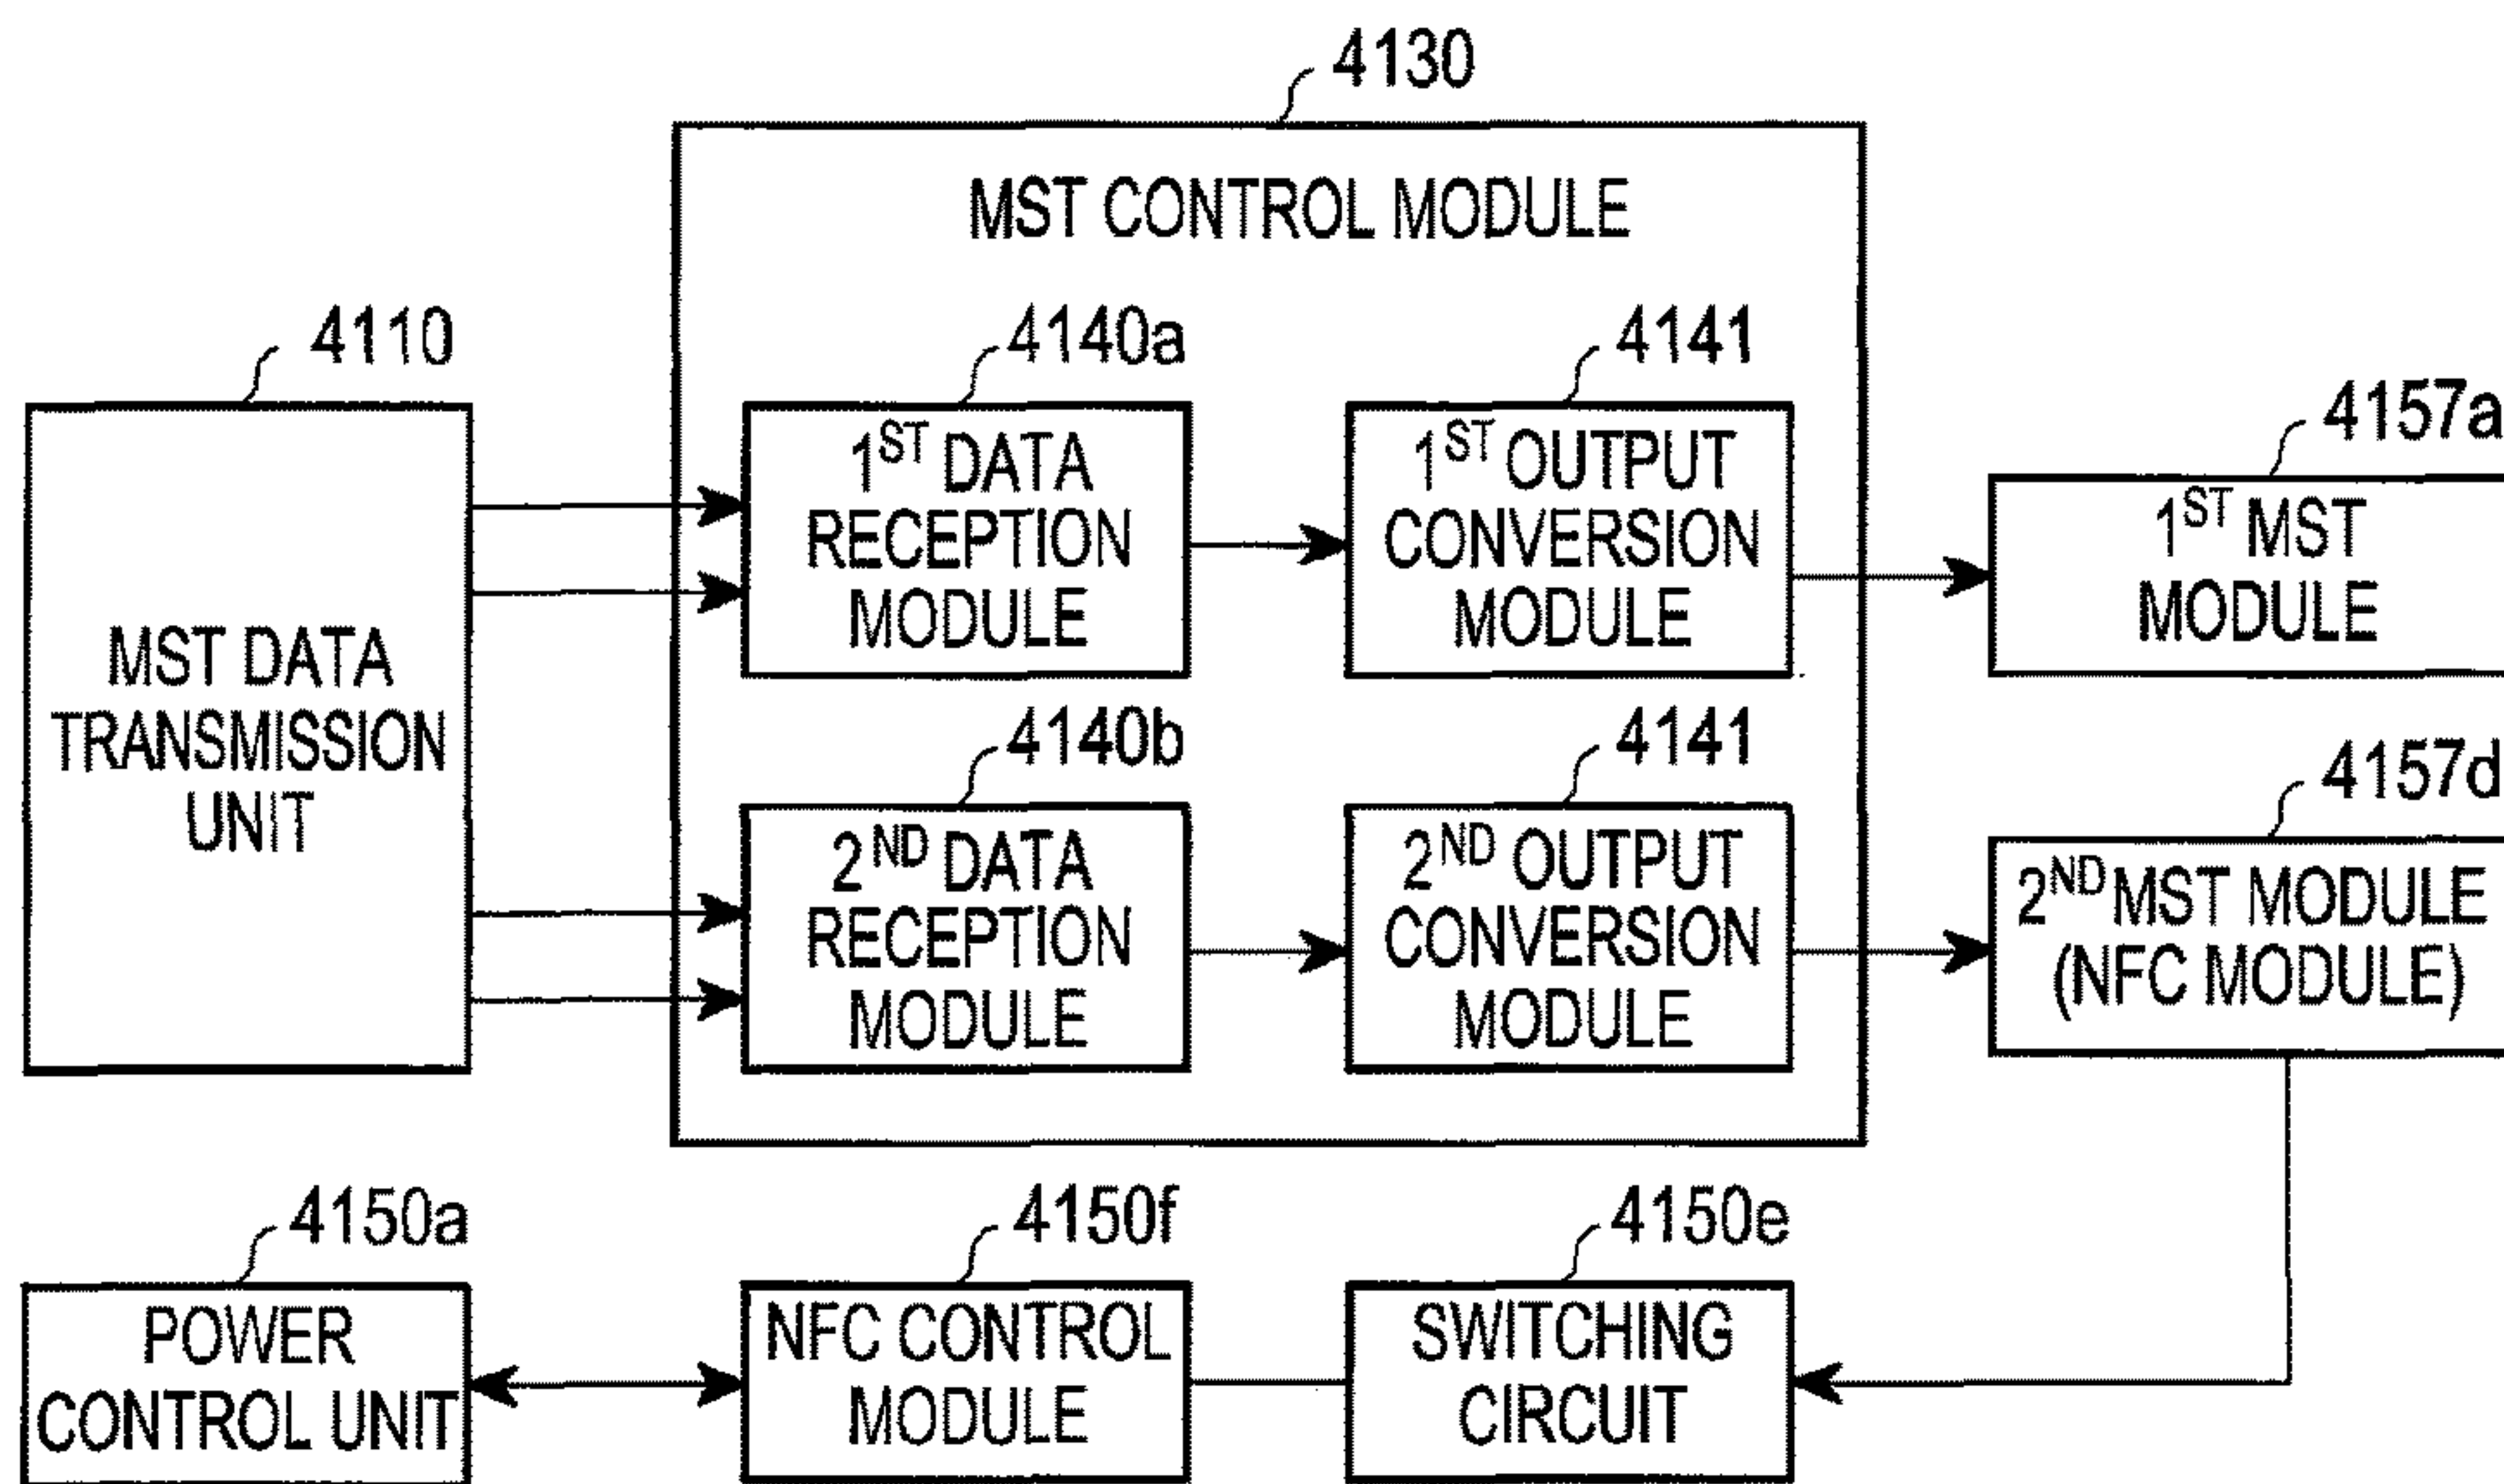 4130
MST CONTROL MODULE
4110
4140a
4141
4157a
MST DATA
TRANSMISSION
UNIT
1ST DATA
RECEPTION
MODULE
1ST OUTPUT
CONVERSION
MODULE
1ST MST
MODULE
4140b
4141
4157d
2ND DATA
RECEPTION
MODULE
2ND OUTPUT
CONVERSION
MODULE
2ND MST MODULE
(NFC MODULE)
4150a
4150f
4150e
POWER
CONTROL UNIT
NFC CONTROL
MODULE
SWITCHING
CIRCUIT